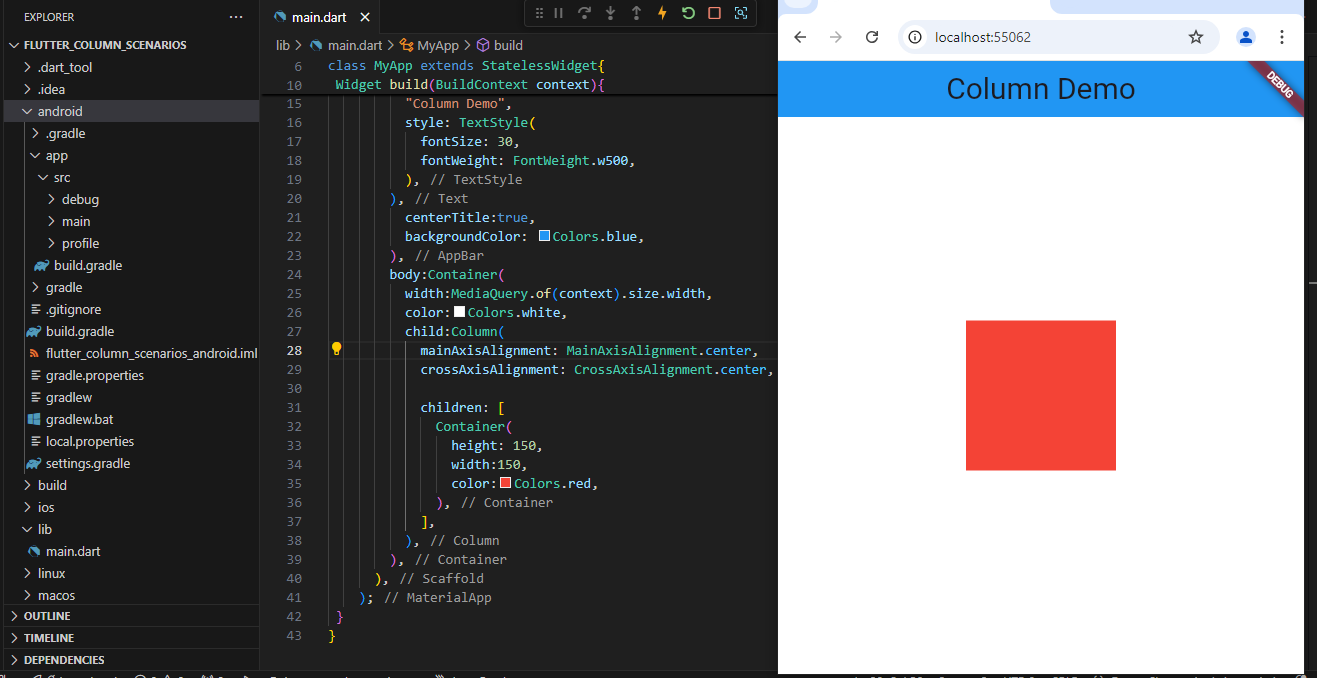 EXPLORER
FLUTTER_COLUMN_SCENARIOS
.dart_tool
.idea
android
.gradle
app
src
debug
main
profile
build.gradle
gradle
.gitignore
build.gradle
flutter_column_scenarios_android.iml
gradle.properties
gradlew
gradlew.bat
local.properties
settings.gradle
build
ios
lib
main.dart
linux
macos
OUTLINE
TIMELINE
DEPENDENCIES
main.dart
lib > main.dart > MyApp > build
6 class MyApp extends StatelessWidget{
10 Widget build(BuildContext context){
15 "Column Demo",
16 style: TextStyle(
17 fontSize: 30,
18 fontWeight: FontWeight.w500,
19 ), // TextStyle
20 ), // Text
21 centerTitle:true,
22 backgroundColor: Colors.blue,
23 ), // AppBar
24 body:Container(
25 width:MediaQuery.of(context).size.width,
26 color:Colors.white,
27 child:Column(
28 mainAxisAlignment: MainAxisAlignment.center,
29 crossAxisAlignment: CrossAxisAlignment.center,
30
31 children: [
32 Container(
33 height: 150,
34 width:150,
35 color:Colors.red,
36 ), // Container
37 ],
38 ), // Column
39 ), // Container
40 ), // Scaffold
41 ); // MaterialApp
42 }
43 }
localhost:55062
Column Demo
DEBUG